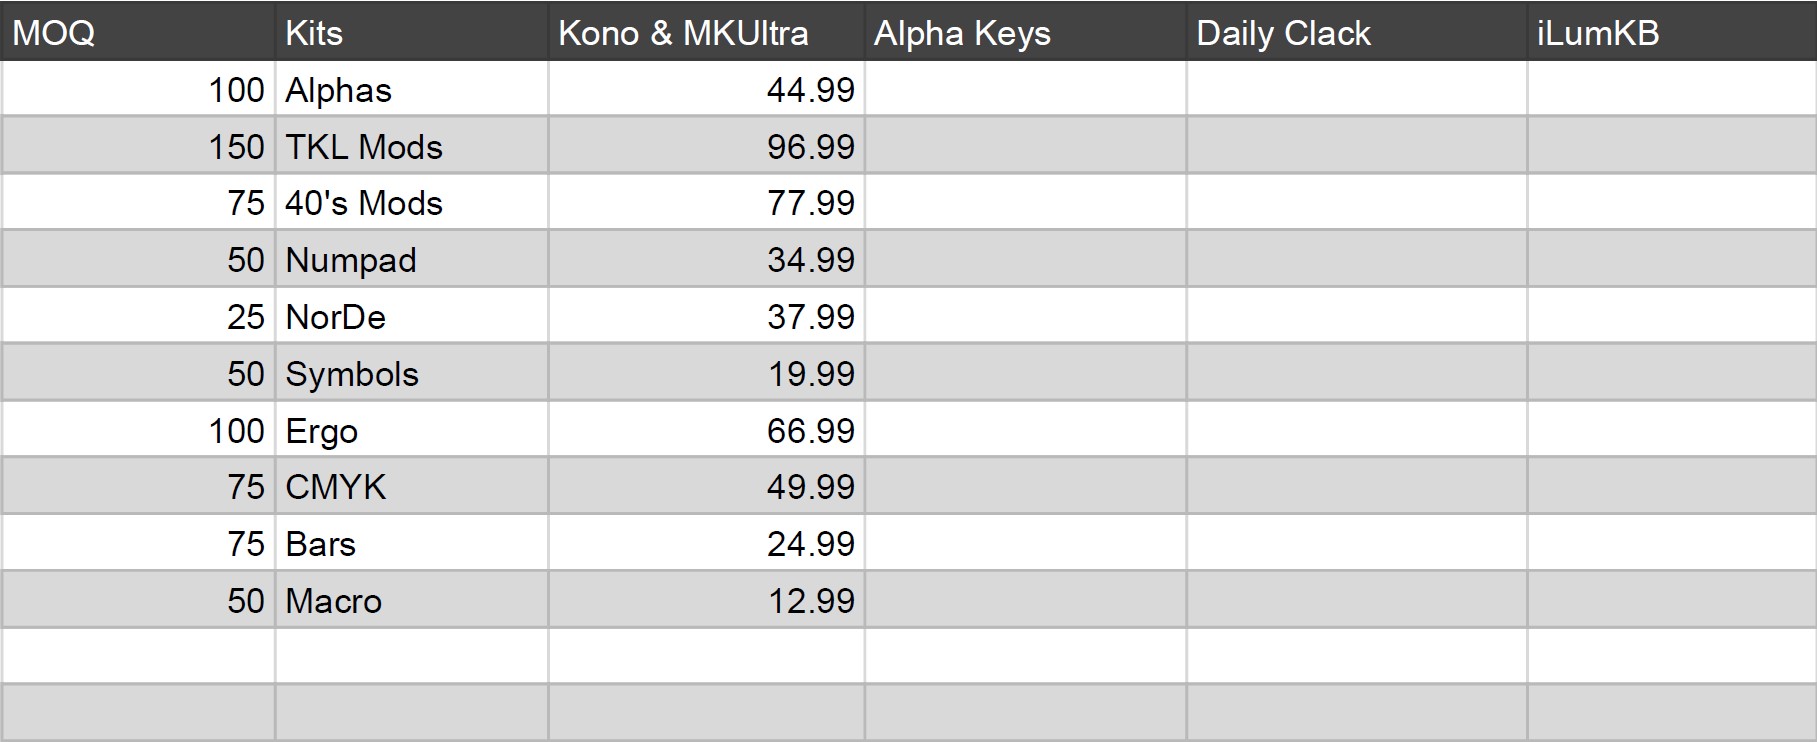 MOQ Kits Kono & MKUltra Alpha Keys Daily Clack iLumKB
100 Alphas 44.99
150 TKL Mods 96.99
75 40's Mods 77.99
50 Numpad 34.99
25 NorDe 37.99
50 Symbols 19.99
100 Ergo 66.99
75 CMYK 49.99
75 Bars 24.99
50 Macro 12.99